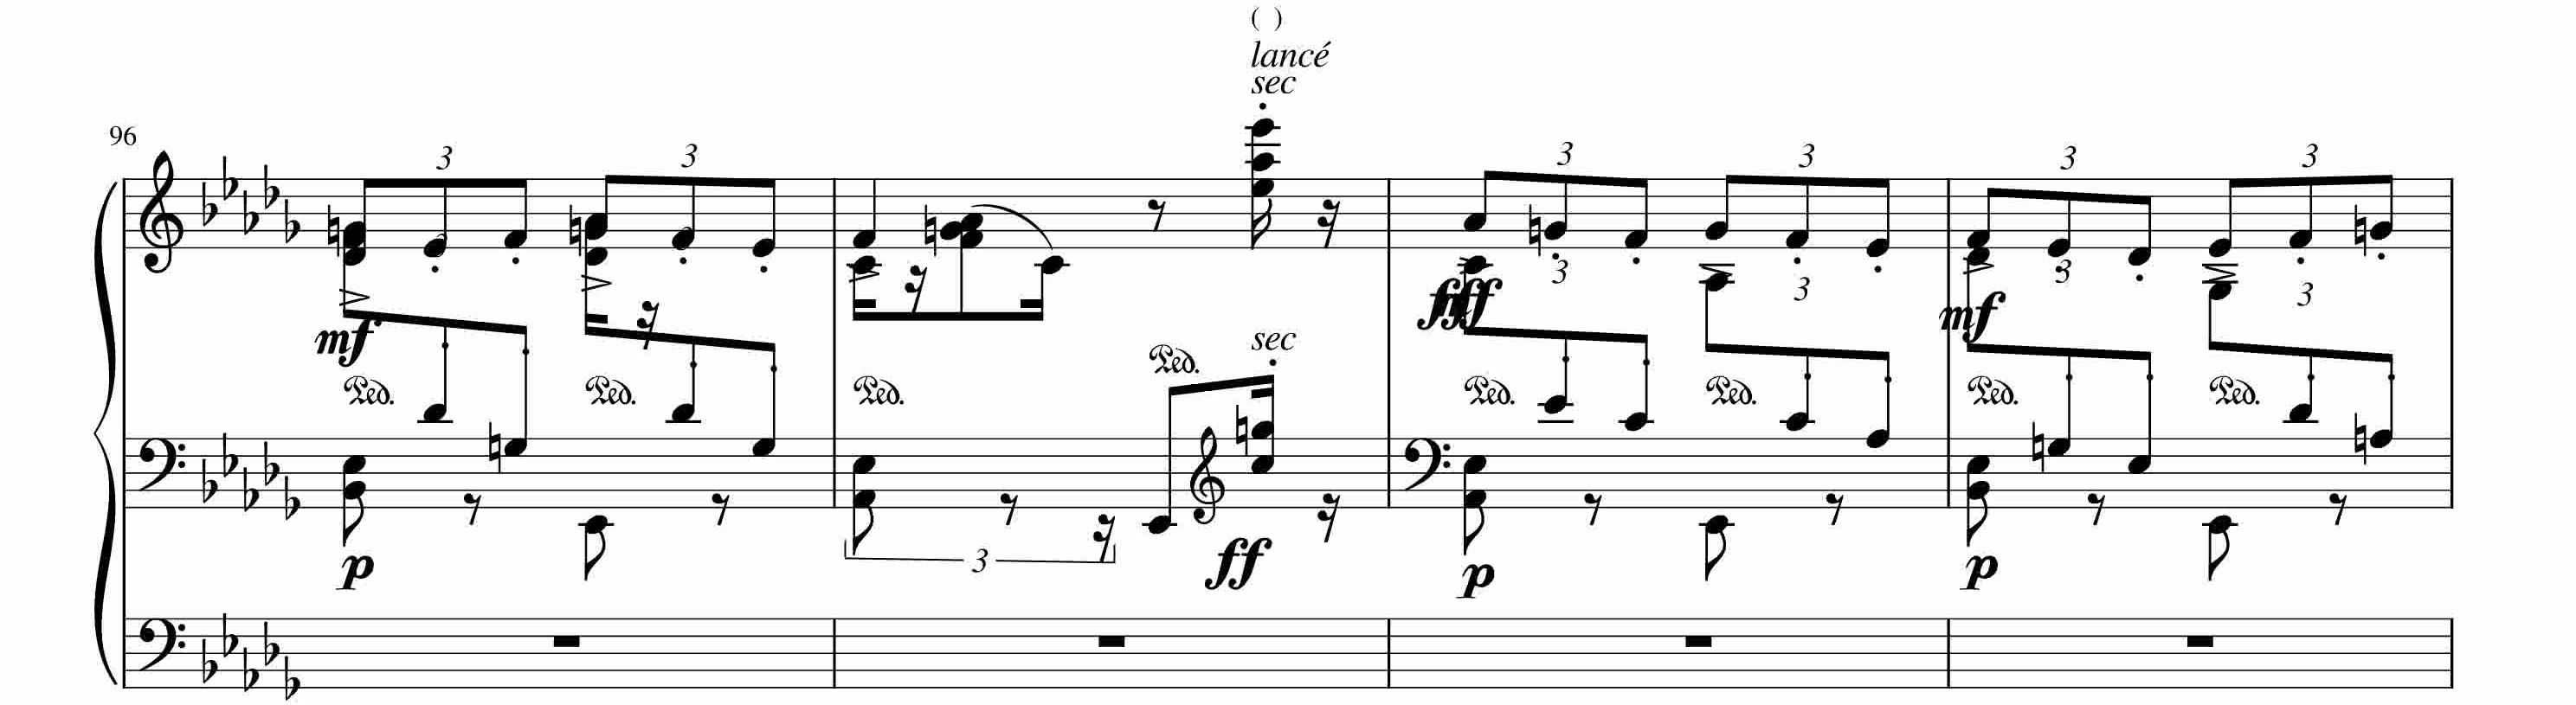 ( )
lancé
sec
96
3 3 3 3 3 3
3 3 3 3
mf fff mf
sec
Ped. Ped. Ped. Ped. Ped. Ped. Ped. Ped.
3
p ff p p